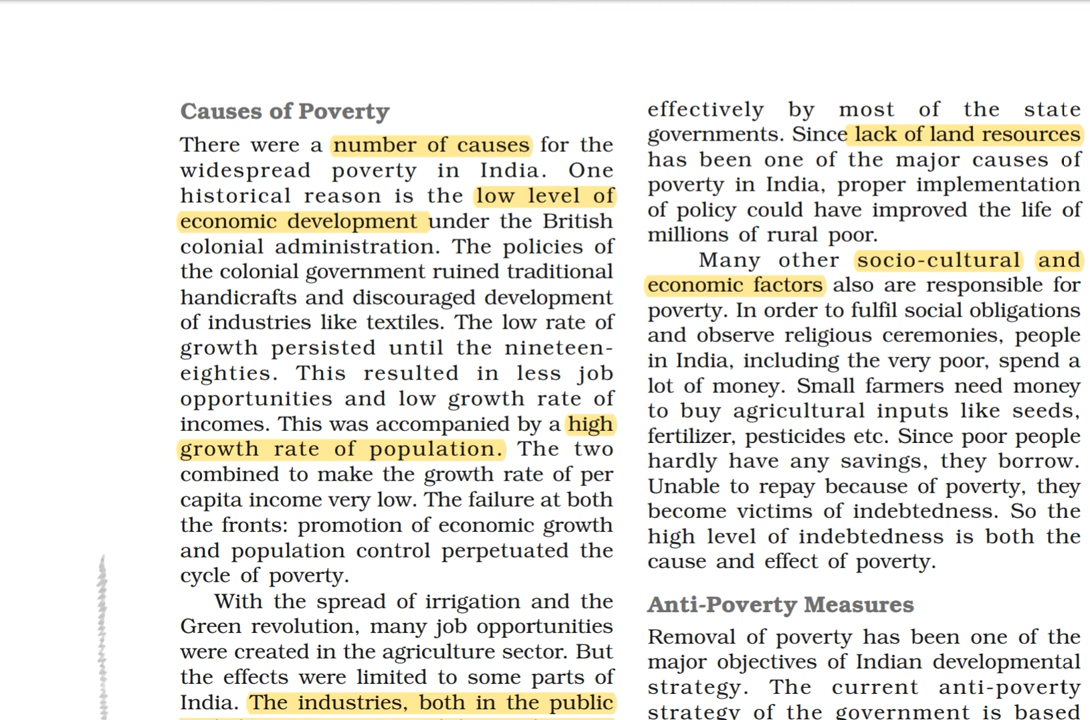 Causes of Poverty
There were a number of causes for the
widespread poverty in India. One
historical reason is the low level of
economic development under the British
colonial administration. The policies of
the colonial government ruined traditional
handicrafts and discouraged development
of industries like textiles. The low rate of
growth persisted until the nineteen-
eighties. This resulted in less job
opportunities and low growth rate of
incomes. This was accompanied by a high
growth rate of population. The two
combined to make the growth rate of per
capita income very low. The failure at both
the fronts: promotion of economic growth
and population control perpetuated the
cycle of poverty.
With the spread of irrigation and the
Green revolution, many job opportunities
were created in the agriculture sector. But
the effects were limited to some parts of
India. The industries, both in the public
effectively by most of the state
governments. Since lack of land resources
has been one of the major causes of
poverty in India, proper implementation
of policy could have improved the life of
millions of rural poor.
Many other socio-cultural and
economic factors also are responsible for
poverty. In order to fulfil social obligations
and observe religious ceremonies, people
in India, including the very poor, spend a
lot of money. Small farmers need money
to buy agricultural inputs like seeds,
fertilizer, pesticides etc. Since poor people
hardly have any savings, they borrow.
Unable to repay because of poverty, they
become victims of indebtedness. So the
high level of indebtedness is both the
cause and effect of poverty.
Anti-Poverty Measures
Removal of poverty has been one of the
major objectives of Indian developmental
strategy. The current anti-poverty
strategy of the government is based